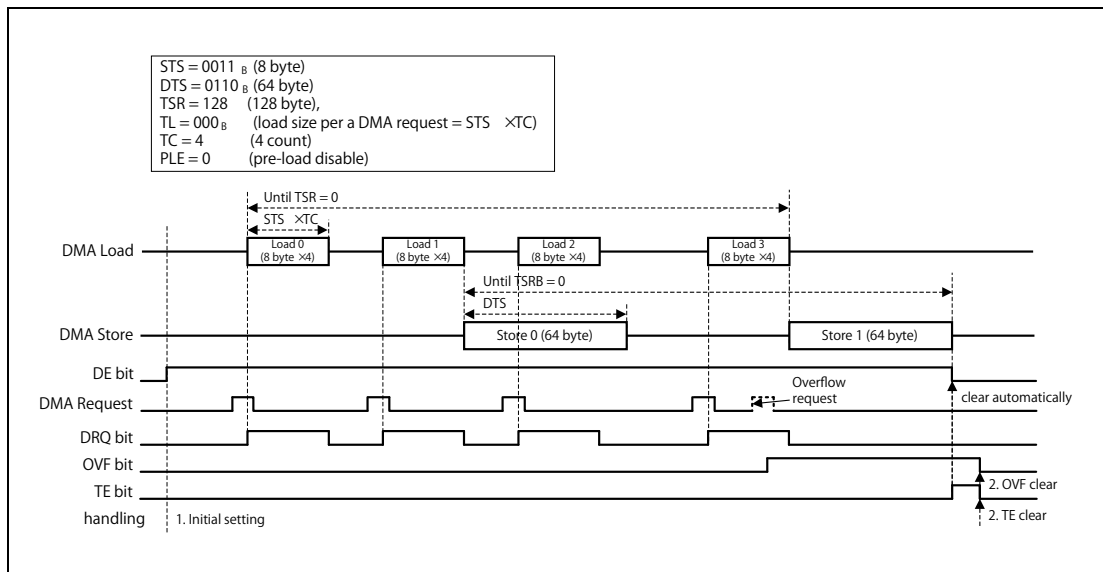 STS = 0011 B (8 byte)
DTS = 0110 B (64 byte)
TSR = 128 (128 byte),
TL = 000 B (load size per a DMA request = STS ×TC)
TC = 4 (4 count)
PLE = 0 (pre-load disable)
Until TSR = 0
STS ×TC
DMA Load
Load 0
(8 byte ×4)
Load 1
(8 byte ×4)
Load 2
(8 byte ×4)
Load 3
(8 byte ×4)
Until TSRB = 0
DTS
DMA Store
Store 0 (64 byte)
Store 1 (64 byte)
DE bit
Overflow
request
clear automatically
DMA Request
DRQ bit
OVF bit
2. OVF clear
TE bit
handling
1. Initial setting
2. TE clear